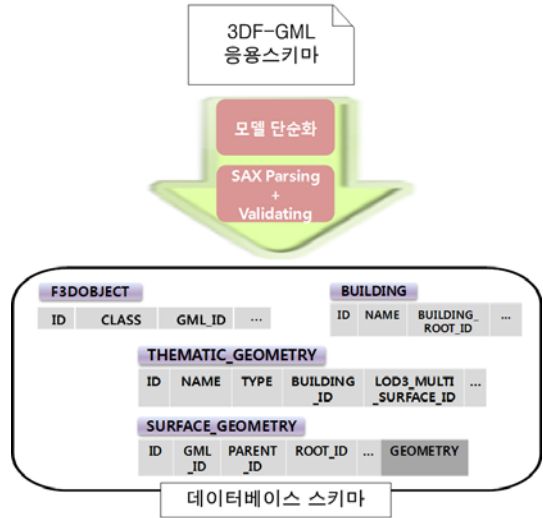 3DF-GML
응용스키마
모델 단순화
SAX Parsing
+
Validating
F3DOBJECT
ID CLASS GML_ID ...
BUILDING
ID NAME BUILDING_ ...
ROOT_ID
THEMATIC_GEOMETRY
ID NAME TYPE BUILDING LOD3_MULTI ...
_ID _SURFACE_ID
SURFACE_GEOMETRY
ID GML PARENT ROOT_ID ... GEOMETRY
_ID _ID
데이터베이스 스키마